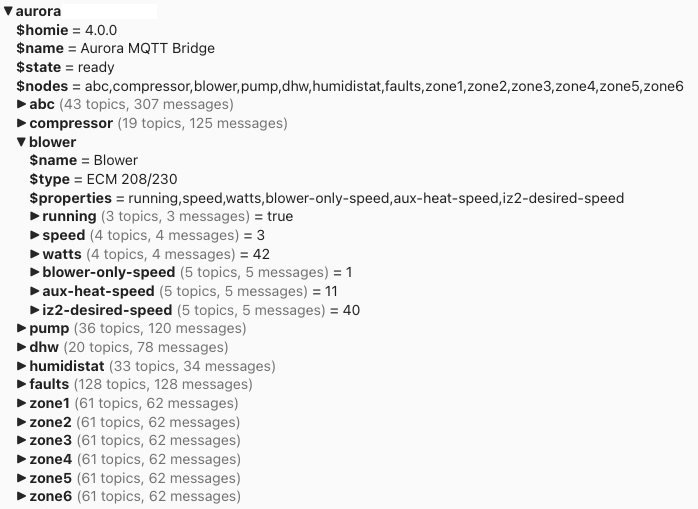 ▼ aurora
$homie = 4.0.0
$name = Aurora MQTT Bridge
$state = ready
$nodes = abc,compressor,blower,pump,dhw,humidistat,faults,zone1,zone2,zone3,zone4,zone5,zone6
▶ abc (43 topics, 307 messages)
▶ compressor (19 topics, 125 messages)
▼ blower
$name = Blower
$type = ECM 208/230
$properties = running,speed,watts,blower-only-speed,aux-heat-speed,iz2-desired-speed
▶ running (3 topics, 3 messages) = true
▶ speed (4 topics, 4 messages) = 3
▶ watts (4 topics, 4 messages) = 42
▶ blower-only-speed (5 topics, 5 messages) = 1
▶ aux-heat-speed (5 topics, 5 messages) = 11
▶ iz2-desired-speed (5 topics, 5 messages) = 40
▶ pump (36 topics, 120 messages)
▶ dhw (20 topics, 78 messages)
▶ humidistat (33 topics, 34 messages)
▶ faults (128 topics, 128 messages)
▶ zone1 (61 topics, 62 messages)
▶ zone2 (61 topics, 62 messages)
▶ zone3 (61 topics, 62 messages)
▶ zone4 (61 topics, 62 messages)
▶ zone5 (61 topics, 62 messages)
▶ zone6 (61 topics, 62 messages)